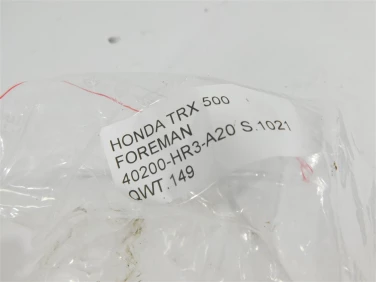 HONDA TRX 500
FOREMAN
40200-HR3-A20 S.1021
QWT.149